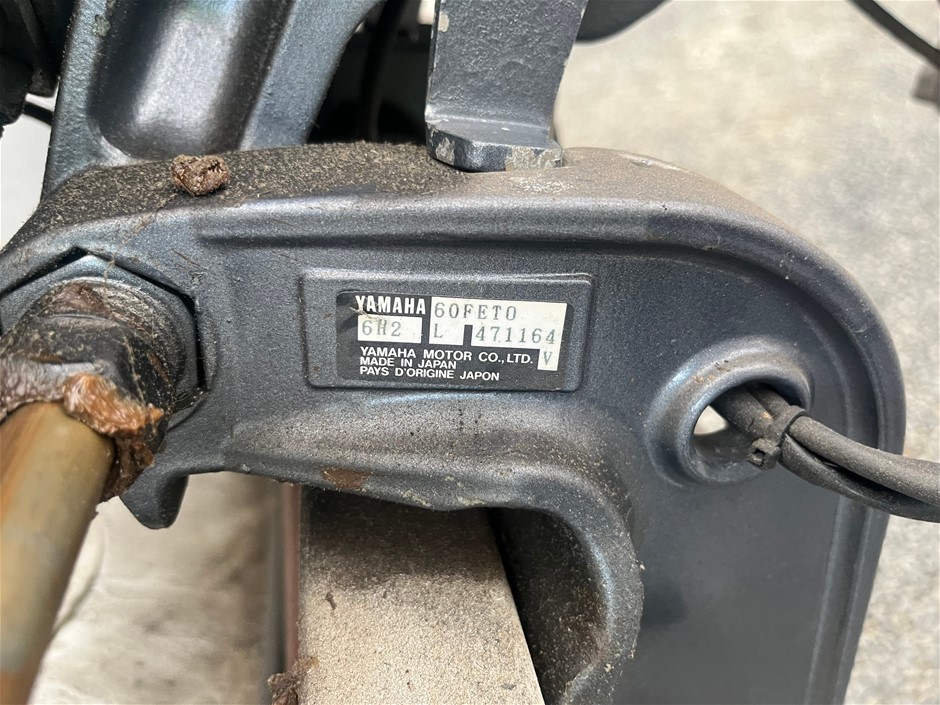 YAMAHA 60FETO
6H2 L 471164
V
YAMAHA MOTOR CO.,LTD.
MADE IN JAPAN
PAYS D'ORIGINE JAPON